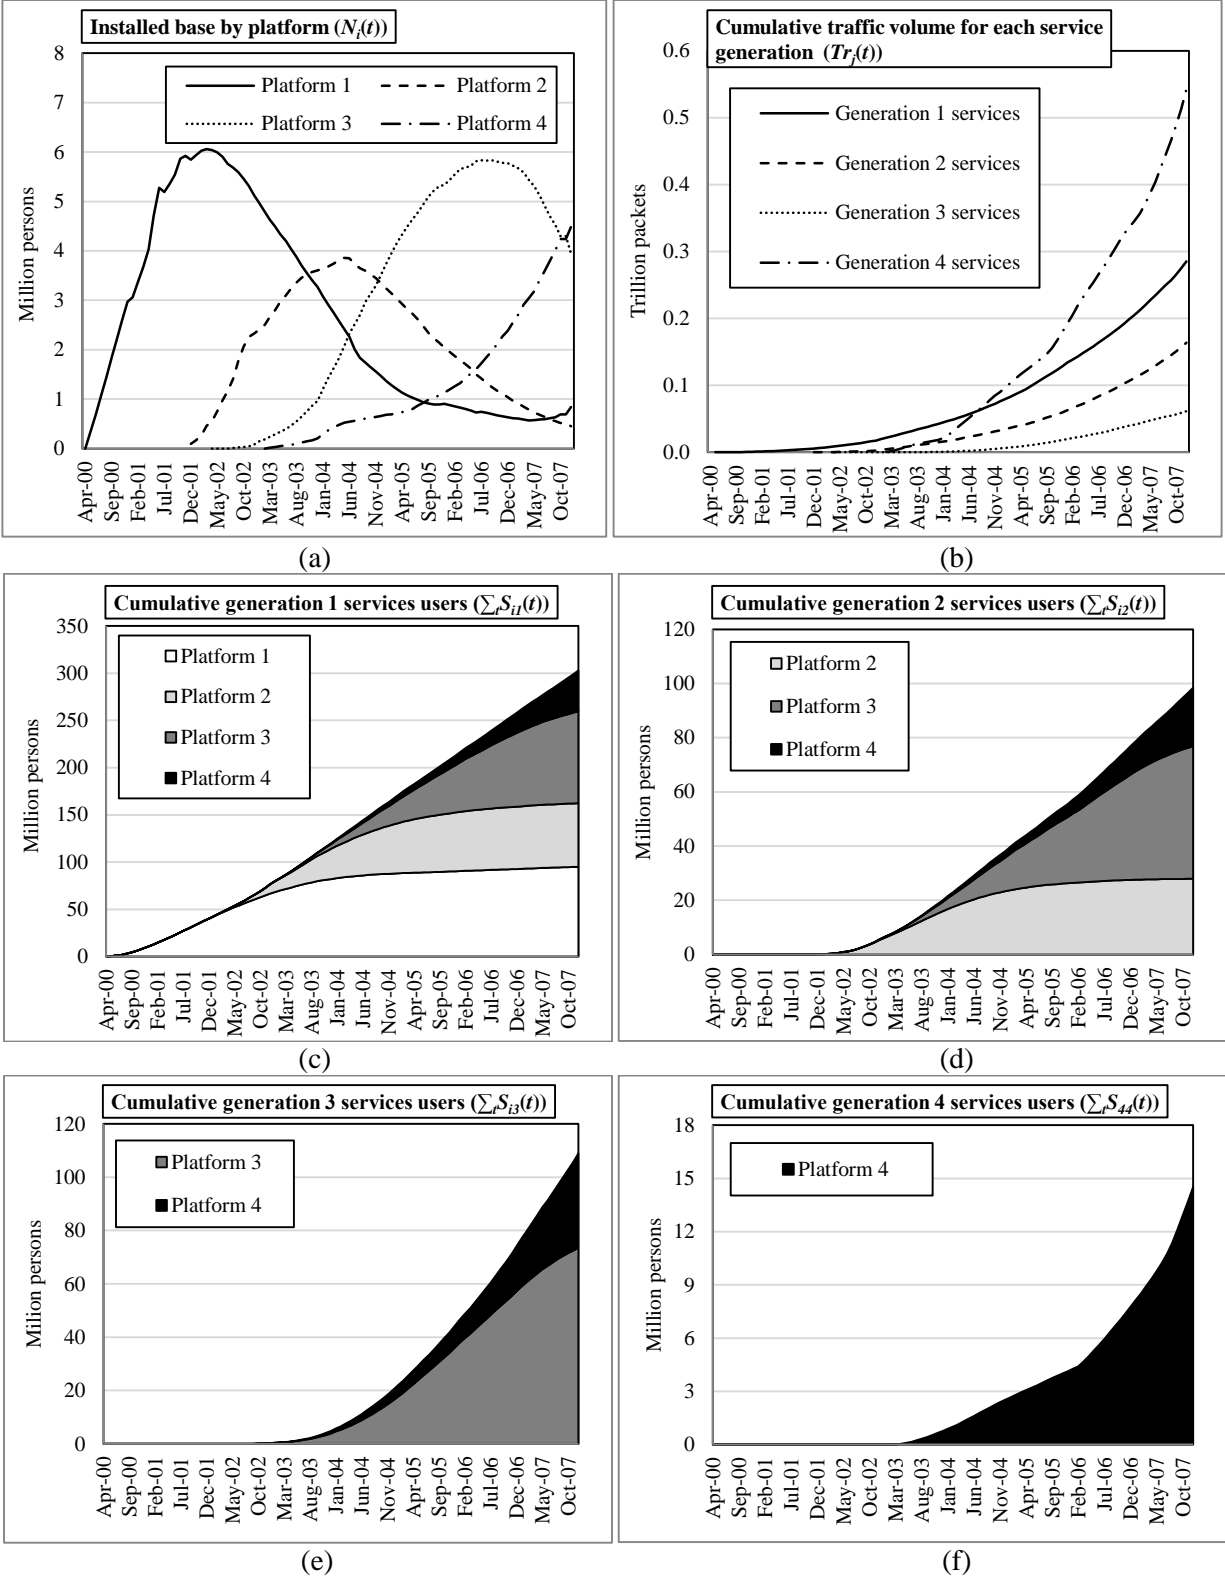 Installed base by platform (Ni(t))
8
7
6
5
4
3
2
1
0
Million persons
Platform 1
Platform 2
Platform 3
Platform 4
Apr-00
Sep-00
Feb-01
Jul-01
Dec-01
May-02
Oct-02
Mar-03
Aug-03
Jan-04
Jun-04
Nov-04
Apr-05
Sep-05
Feb-06
Jul-06
Dec-06
May-07
Oct-07
(a)
Cumulative traffic volume for each service
generation (Trj(t))
0.6
0.5
0.4
0.3
0.2
0.1
0.0
Trillion packets
Generation 1 services
Generation 2 services
Generation 3 services
Generation 4 services
Apr-00
Sep-00
Feb-01
Jul-01
Dec-01
May-02
Oct-02
Mar-03
Aug-03
Jan-04
Jun-04
Nov-04
Apr-05
Sep-05
Feb-06
Jul-06
Dec-06
May-07
Oct-07
(b)
Cumulative generation 1 services users (∑tSi1(t))
350
300
250
200
150
100
50
0
Million persons
Platform 1
Platform 2
Platform 3
Platform 4
Apr-00
Sep-00
Feb-01
Jul-01
Dec-01
May-02
Oct-02
Mar-03
Aug-03
Jan-04
Jun-04
Nov-04
Apr-05
Sep-05
Feb-06
Jul-06
Dec-06
May-07
Oct-07
(c)
Cumulative generation 2 services users (∑tSi2(t))
120
100
80
60
40
20
0
Million persons
Platform 2
Platform 3
Platform 4
Apr-00
Sep-00
Feb-01
Jul-01
Dec-01
May-02
Oct-02
Mar-03
Aug-03
Jan-04
Jun-04
Nov-04
Apr-05
Sep-05
Feb-06
Jul-06
Dec-06
May-07
Oct-07
(d)
Cumulative generation 3 services users (∑tSi3(t))
120
100
80
60
40
20
0
Milion persons
Platform 3
Platform 4
Apr-00
Sep-00
Feb-01
Jul-01
Dec-01
May-02
Oct-02
Mar-03
Aug-03
Jan-04
Jun-04
Nov-04
Apr-05
Sep-05
Feb-06
Jul-06
Dec-06
May-07
Oct-07
(e)
Cumulative generation 4 services users (∑tS44(t))
18
15
12
9
6
3
0
Million persons
Platform 4
Apr-00
Sep-00
Feb-01
Jul-01
Dec-01
May-02
Oct-02
Mar-03
Aug-03
Jan-04
Jun-04
Nov-04
Apr-05
Sep-05
Feb-06
Jul-06
Dec-06
May-07
Oct-07
(f)